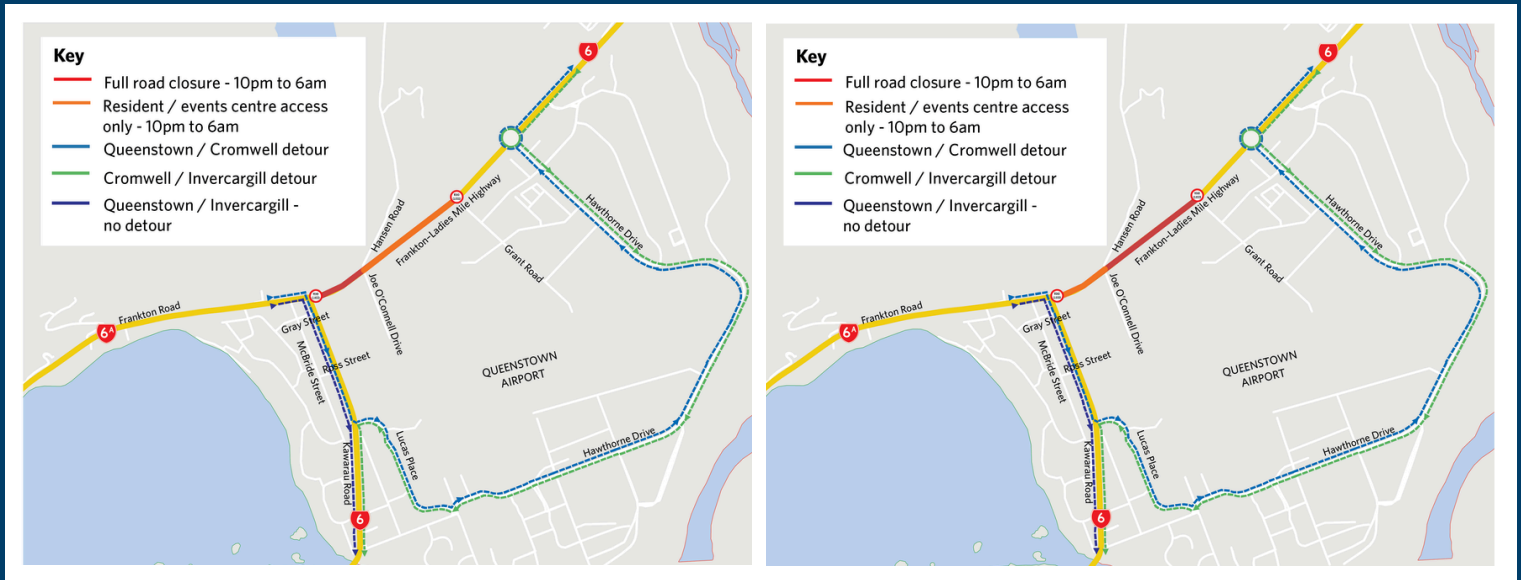 Key
Full road closure - 10pm to 6am
Resident / events centre access
only - 10pm to 6am
Queenstown / Cromwell detour
Cromwell / Invercargill detour
Queenstown / Invercargill -
no detour
6
Hansen Road
Frankton-Ladies Mile Highway
Hawthorne Drive
Grant Road
Joe O'Connell Drive
Frankton Road
6A
Gray Street
McBride Street
Ross Street
QUEENSTOWN
AIRPORT
Lucas Place
Hawthorne Drive
Kawarau Road
6
Key
Full road closure - 10pm to 6am
Resident / events centre access
only - 10pm to 6am
Queenstown / Cromwell detour
Cromwell / Invercargill detour
Queenstown / Invercargill -
no detour
6
Hansen Road
Frankton-Ladies Mile Highway
Hawthorne Drive
Grant Road
Joe O'Connell Drive
Frankton Road
6A
Gray Street
McBride Street
Ross Street
QUEENSTOWN
AIRPORT
Lucas Place
Hawthorne Drive
Kawarau Road
6